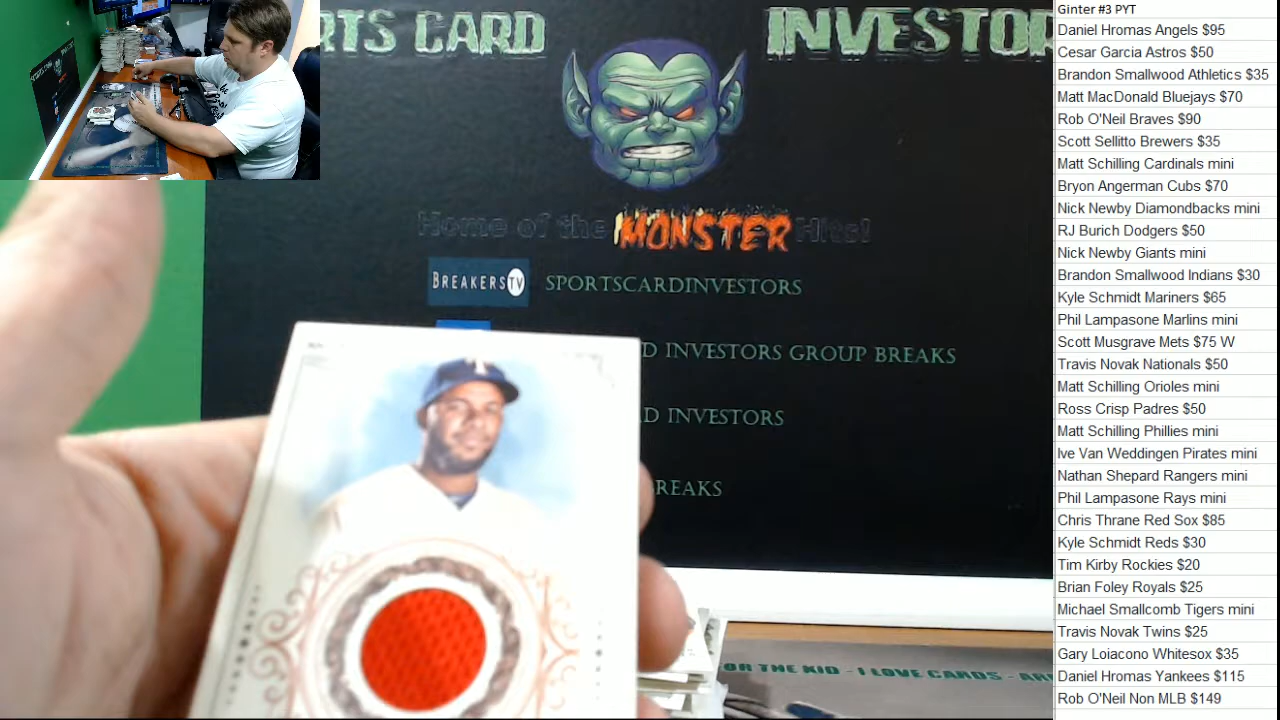 RTS CARD
INVESTOR
Home of the MONSTER Hits!
BREAKERSTV SPORTSCARDINVESTORS
D INVESTORS GROUP BREAKS
D INVESTORS
REAKS
T
OR THE KID - I LOVE CARDS - AR
Ginter #3 PYT
Daniel Hromas Angels $95
Cesar Garcia Astros $50
Brandon Smallwood Athletics $35
Matt MacDonald Bluejays $70
Rob O'Neil Braves $90
Scott Sellitto Brewers $35
Matt Schilling Cardinals mini
Bryon Angerman Cubs $70
Nick Newby Diamondbacks mini
RJ Burich Dodgers $50
Nick Newby Giants mini
Brandon Smallwood Indians $30
Kyle Schmidt Mariners $65
Phil Lampasone Marlins mini
Scott Musgrave Mets $75 W
Travis Novak Nationals $50
Matt Schilling Orioles mini
Ross Crisp Padres $50
Matt Schilling Phillies mini
Ive Van Weddingen Pirates mini
Nathan Shepard Rangers mini
Phil Lampasone Rays mini
Chris Thrane Red Sox $85
Kyle Schmidt Reds $30
Tim Kirby Rockies $20
Brian Foley Royals $25
Michael Smallcomb Tigers mini
Travis Novak Twins $25
Gary Loiacono Whitesox $35
Daniel Hromas Yankees $115
Rob O'Neil Non MLB $149